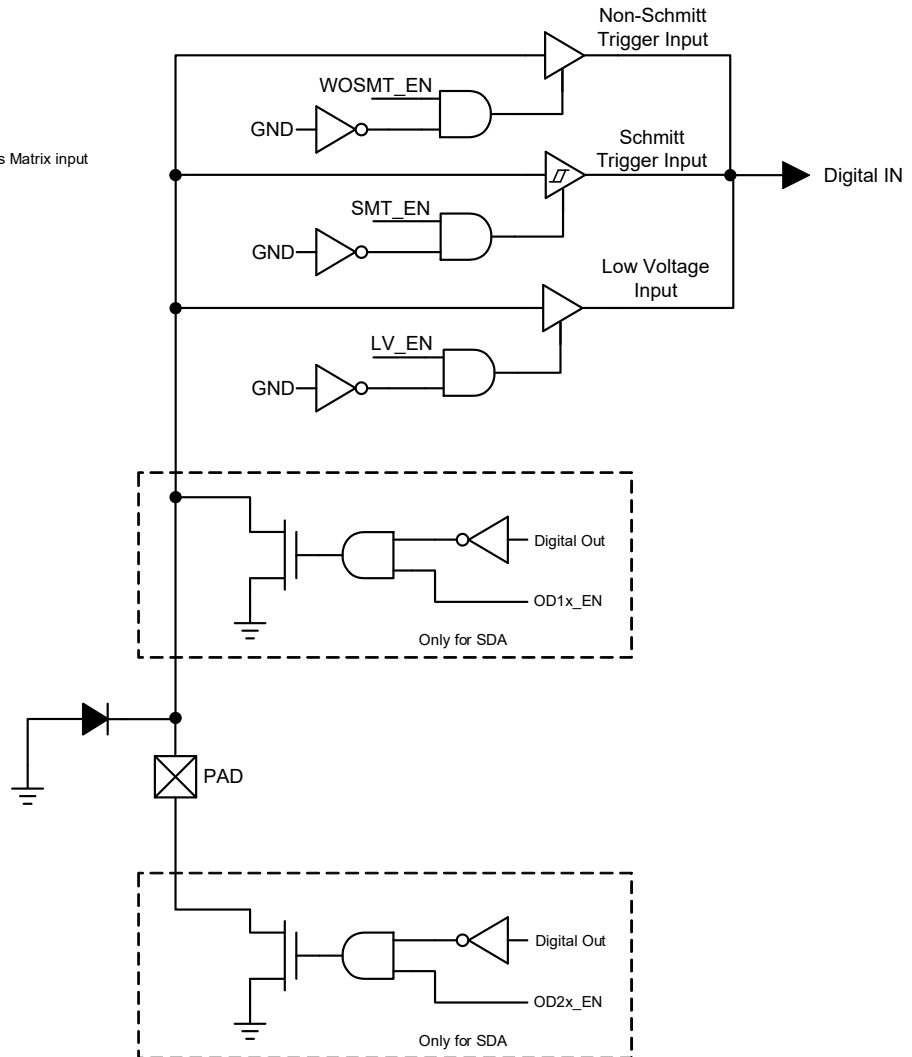 Non-Schmitt
Trigger Input
WOSMT_EN
GND
s Matrix input
Schmitt
Trigger Input
Digital IN
SMT_EN
GND
Low Voltage
Input
LV_EN
GND
Digital Out
OD1x_EN
Only for SDA
PAD
Digital Out
OD2x_EN
Only for SDA